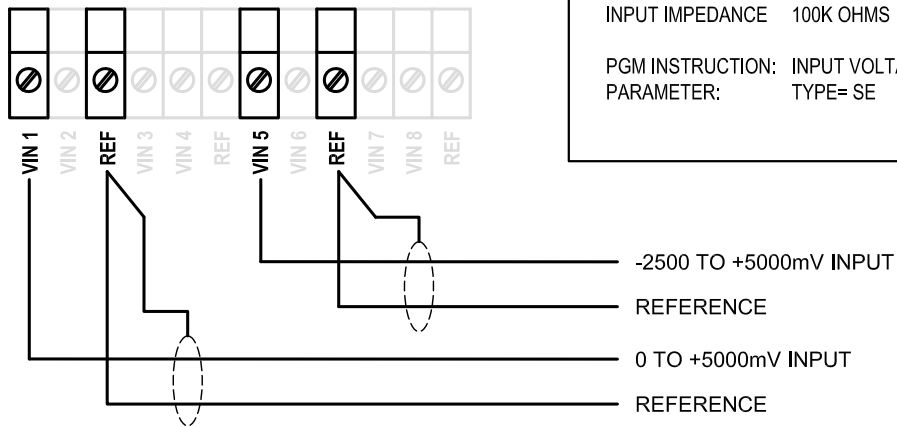 INPUT IMPEDANCE 100K OHMS
PGM INSTRUCTION: INPUT VOLTA
PARAMETER: TYPE= SE
VIN 1
VIN 2
REF
VIN 3
VIN 4
REF
VIN 5
VIN 6
REF
VIN 7
VIN 8
REF
-2500 TO +5000mV INPUT
REFERENCE
0 TO +5000mV INPUT
REFERENCE